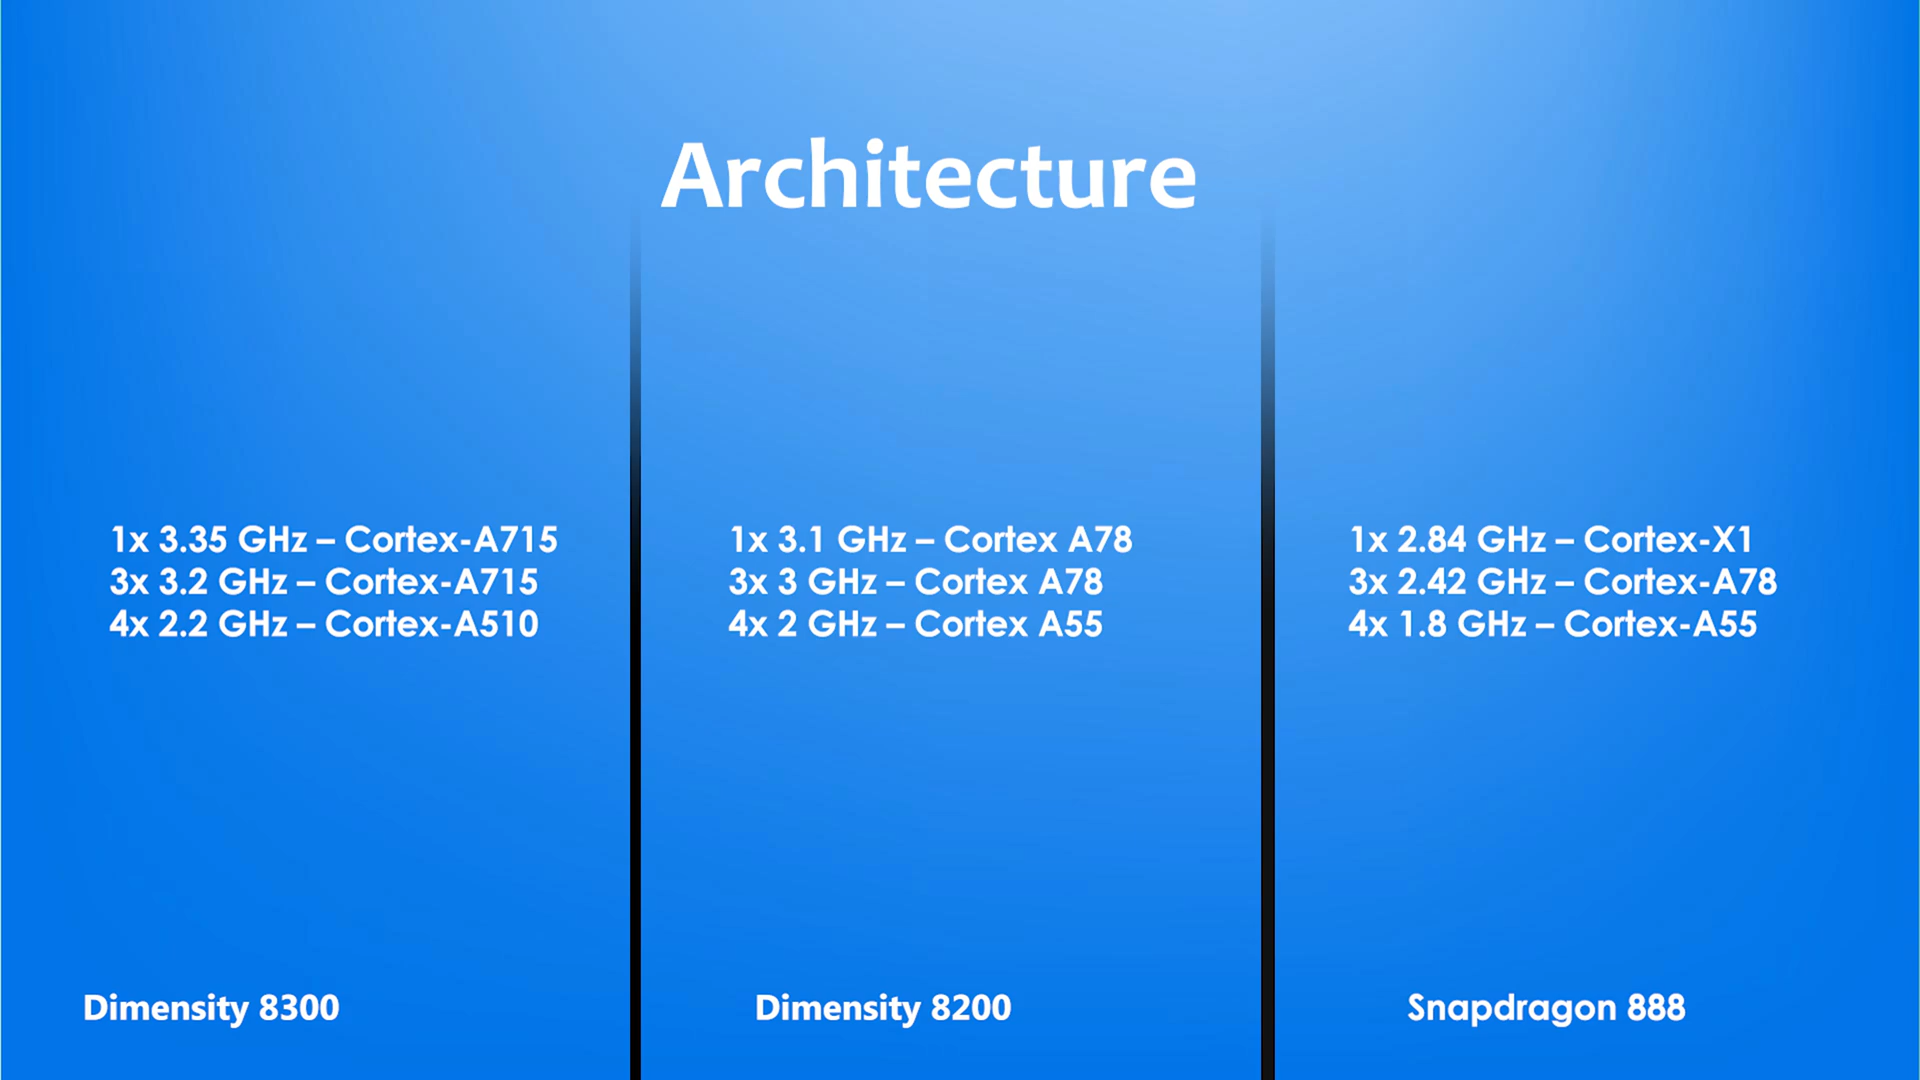 Architecture
1x 3.35 GHz – Cortex-A715
3x 3.2 GHz – Cortex-A715
4x 2.2 GHz – Cortex-A510
1x 3.1 GHz – Cortex A78
3x 3 GHz – Cortex A78
4x 2 GHz – Cortex A55
1x 2.84 GHz – Cortex-X1
3x 2.42 GHz – Cortex-A78
4x 1.8 GHz – Cortex-A55
Dimensity 8300
Dimensity 8200
Snapdragon 888